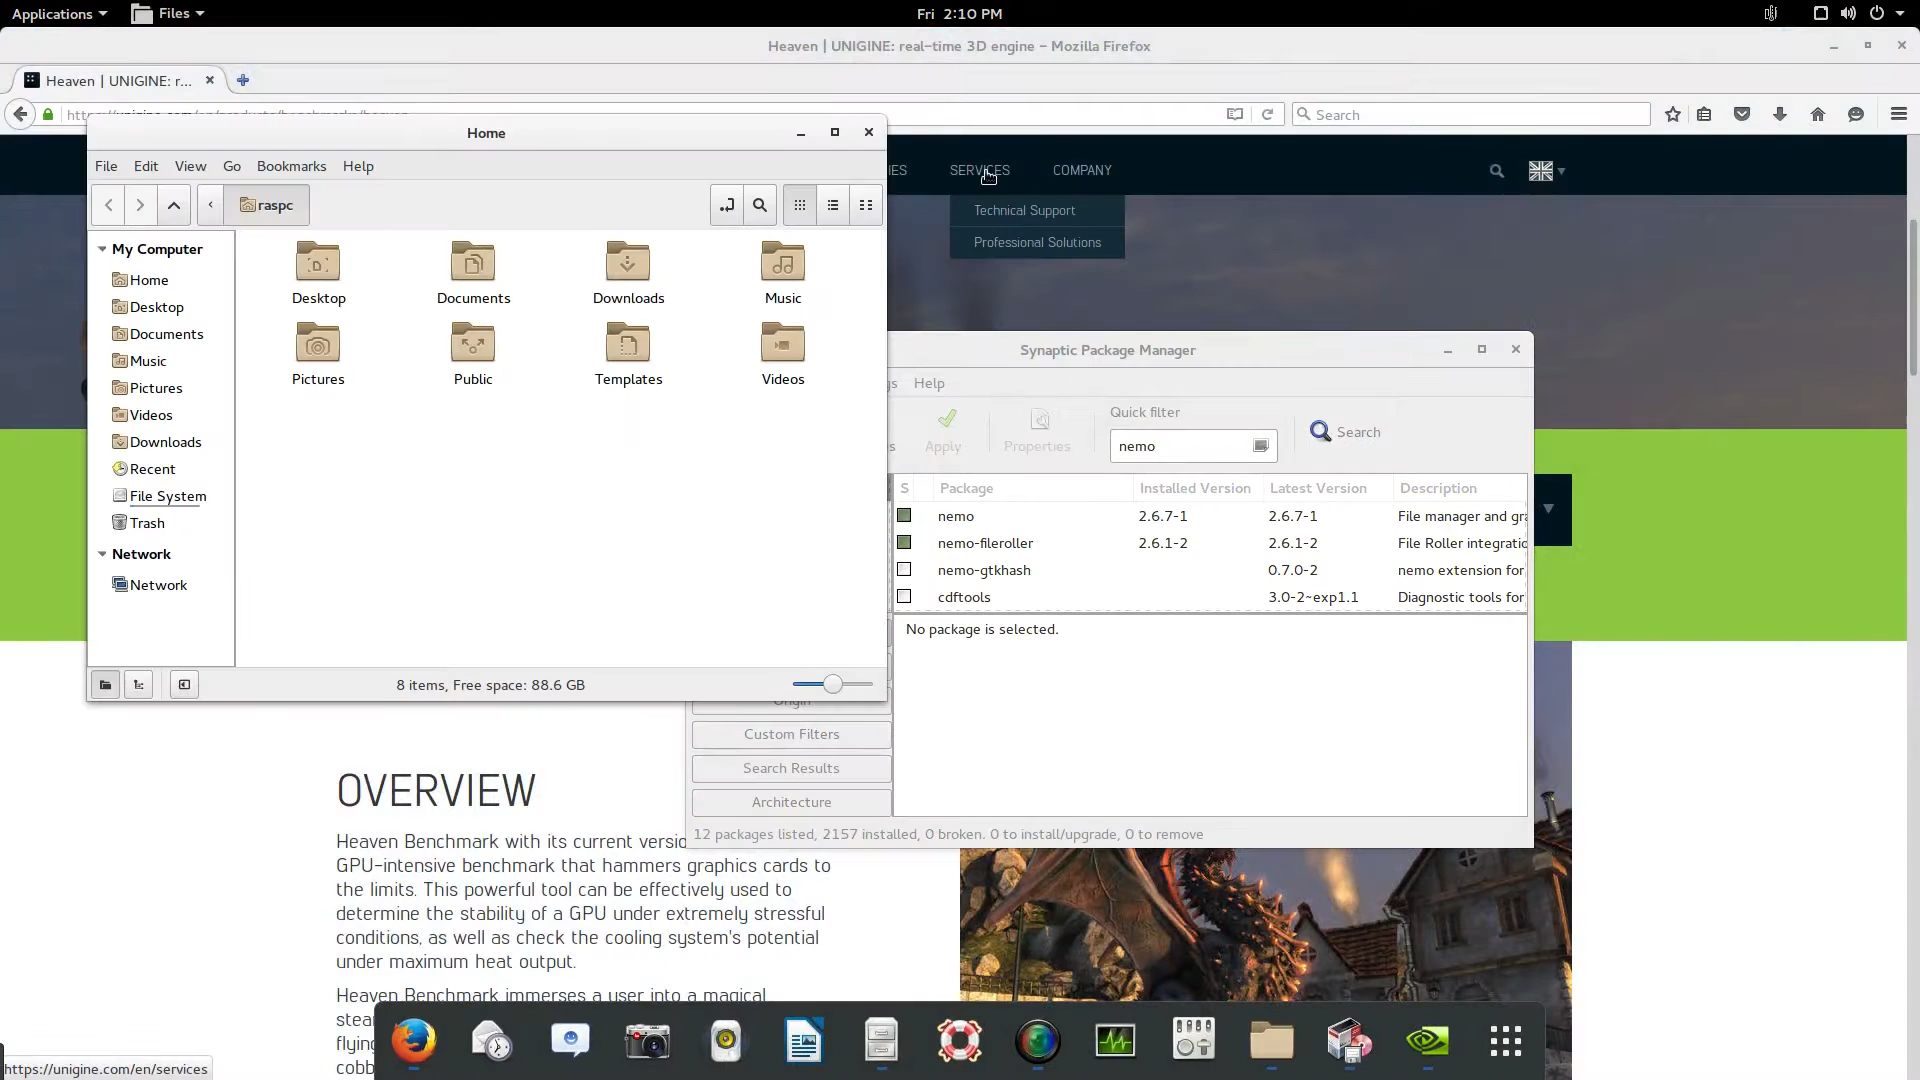 Applications
Files
Fri 2:10 PM
Heaven | UNIGINE: real-time 3D engine - Mozilla Firefox
Heaven | UNIGINE: r...
Search
Home
File Edit View Go Bookmarks Help
raspc
My Computer
Home
Desktop
Documents
Music
Pictures
Videos
Downloads
Recent
File System
Trash
Network
Network
Desktop Documents Downloads Music
Pictures Public Templates Videos
8 items, Free space: 88.6 GB
SERVICES COMPANY
Technical Support
Professional Solutions
Synaptic Package Manager
Help
Apply Properties
Quick filter
nemo
Search
S Package Installed Version Latest Version Description
nemo 2.6.7-1 2.6.7-1 File manager and gra
nemo-fileroller 2.6.1-2 2.6.1-2 File Roller integratio
nemo-gtkhash 0.7.0-2 nemo extension for
cdftools 3.0-2~exp1.1 Diagnostic tools for
No package is selected.
Origin
Custom Filters
Search Results
Architecture
12 packages listed, 2157 installed, 0 broken. 0 to install/upgrade, 0 to remove
OVERVIEW
Heaven Benchmark with its current versio
GPU-intensive benchmark that hammers graphics cards to
the limits. This powerful tool can be effectively used to
determine the stability of a GPU under extremely stressful
conditions, as well as check the cooling system's potential
under maximum heat output.
Heaven Benchmark immerses a user into a magical
stea
flying
cobb
https://unigine.com/en/services